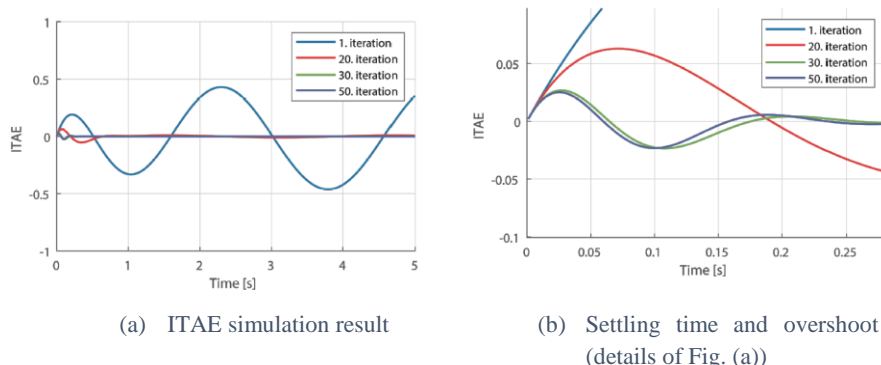 1
0.5
0
-0.5
-1
ITAE
1. iteration
20. iteration
30. iteration
50. iteration
0 1 2 3 4 5
Time [s]
(a) ITAE simulation result
0.05
0
-0.05
-0.1
ITAE
1. iteration
20. iteration
30. iteration
50. iteration
0 0.05 0.1 0.15 0.2 0.25
Time [s]
(b) Settling time and overshoot
(details of Fig. (a))